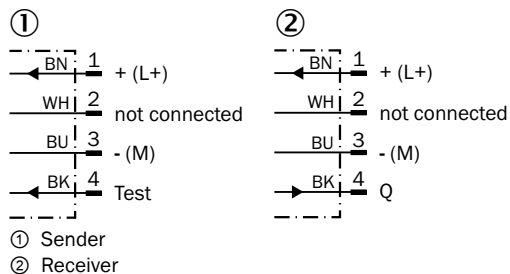 ① ②
BN 1 + (L+) BN 1 + (L+)
WH 2 not connected WH 2 not connected
BU 3 - (M) BU 3 - (M)
BK 4 Test BK 4 Q
① Sender
② Receiver